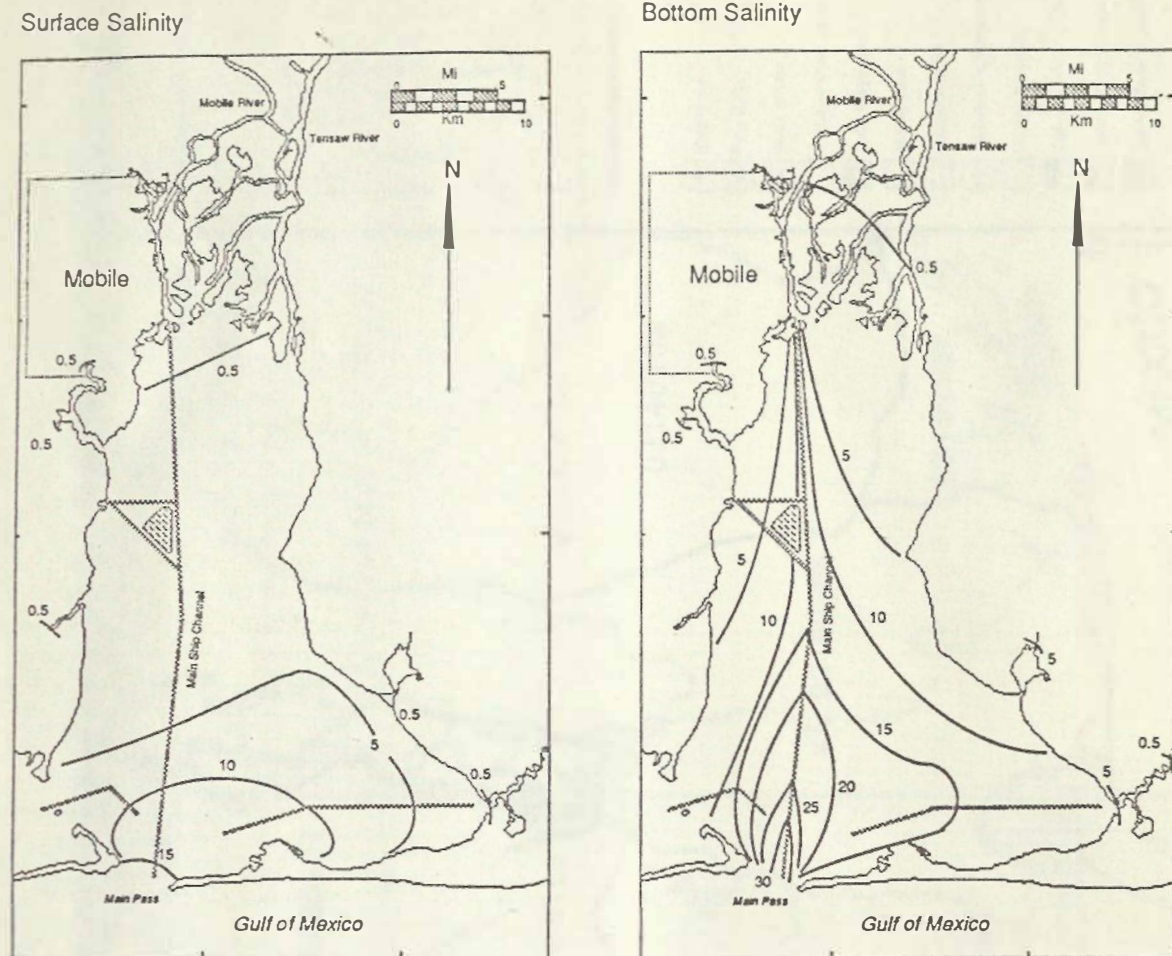 Surface Salinity
Mi
0 5
Km
0 10
Mobile River
Tensaw River
N
Mobile
0.5
0.5
0.5
0.5
Main Ship Channel
0.5
5
10
0.5
15
Main Pass
Gulf of Mexico
Bottom Salinity
Mi
0 5
Km
0 10
Mobile River
Tensaw River
N
Mobile
0.5
0.5
0.5
5
5
Main Ship Channel
10
10
5
15
0.5
5
20
25
30
Main Pass
Gulf of Mexico